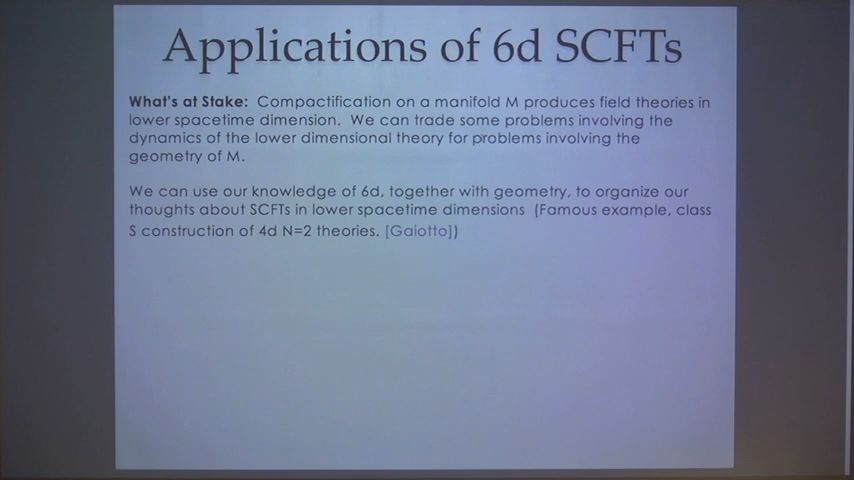 Applications of 6d SCFTs
What's at Stake: Compactification on a manifold M produces field theories in
lower spacetime dimension. We can trade some problems involving the
dynamics of the lower dimensional theory for problems involving the
geometry of M.
We can use our knowledge of 6d, together with geometry, to organize our
thoughts about SCFTs in lower spacetime dimensions (Famous example, class
S construction of 4d N=2 theories. [Gaiotto])